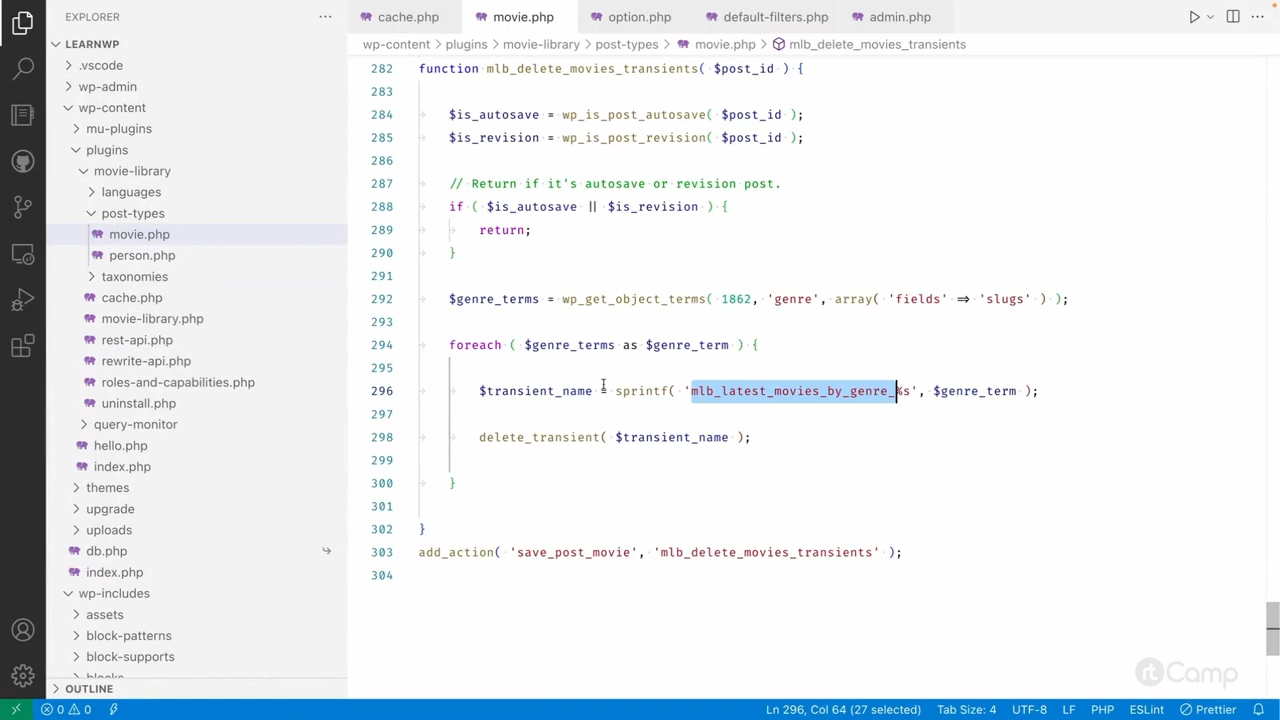 EXPLORER
cache.php
movie.php
option.php
default-filters.php
admin.php
LEARNWP
wp-content > plugins > movie-library > post-types > movie.php > mlb_delete_movies_transients
.vscode
wp-admin
wp-content
mu-plugins
plugins
movie-library
languages
post-types
movie.php
person.php
taxonomies
cache.php
movie-library.php
rest-api.php
rewrite-api.php
roles-and-capabilities.php
uninstall.php
query-monitor
hello.php
index.php
themes
upgrade
uploads
db.php
index.php
wp-includes
assets
block-patterns
block-supports
blocks
OUTLINE
282 function mlb_delete_movies_transients( $post_id ) {
283
284 $is_autosave = wp_is_post_autosave( $post_id );
285 $is_revision = wp_is_post_revision( $post_id );
286
287 // Return if it's autosave or revision post.
288 if ( $is_autosave || $is_revision ) {
289 return;
290 }
291
292 $genre_terms = wp_get_object_terms( 1862, 'genre', array( 'fields' => 'slugs' ) );
293
294 foreach ( $genre_terms as $genre_term ) {
295
296 $transient_name = sprintf( 'mlb_latest_movies_by_genre_%s', $genre_term );
297
298 delete_transient( $transient_name );
299
300 }
301
302 }
303 add_action( 'save_post_movie', 'mlb_delete_movies_transients' );
304
rtCamp
0 0
Ln 296, Col 64 (27 selected)
Tab Size: 4
UTF-8
LF
PHP
ESLint
Prettier